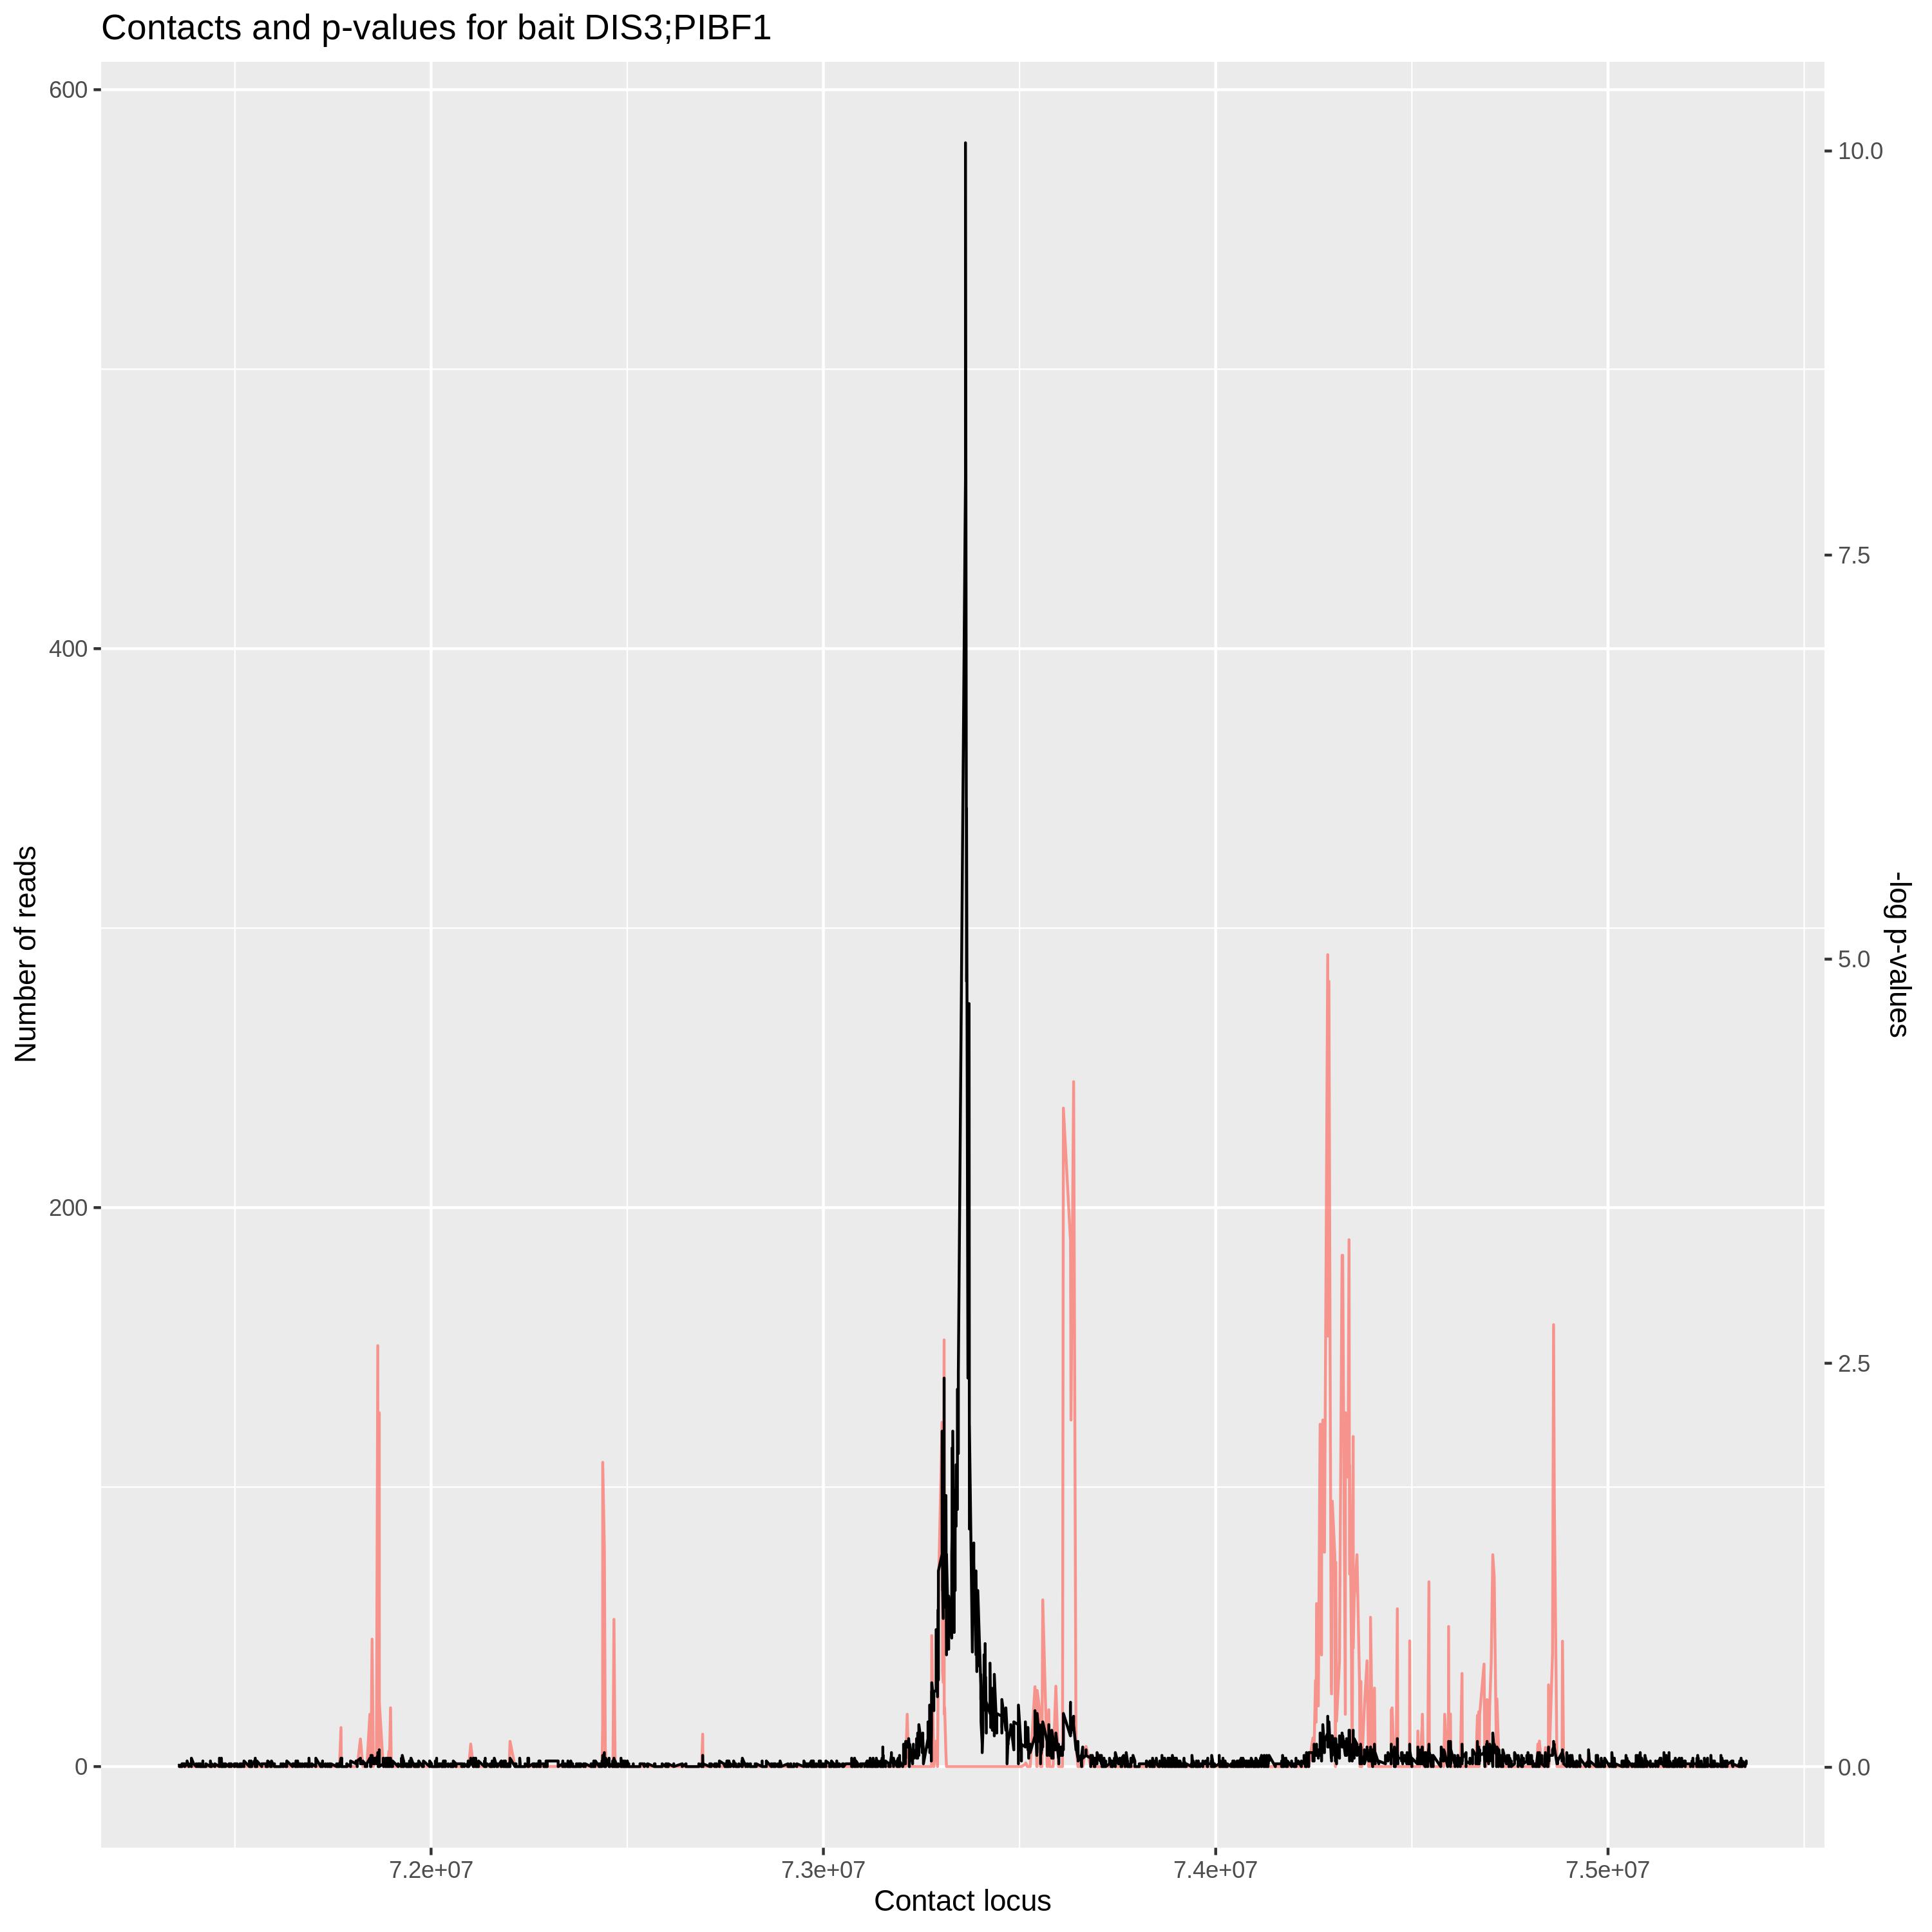 Contacts and p-values for bait DIS3;PIBF1
600
400
200
0
Number of reads
10.0
7.5
5.0
2.5
0.0
-log p-values
7.2e+07 7.3e+07 7.4e+07 7.5e+07
Contact locus